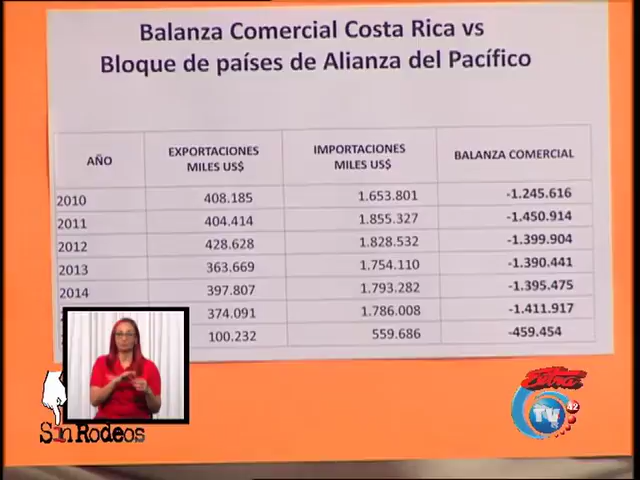 Balanza Comercial Costa Rica vs
Bloque de países de Alianza del Pacífico
AÑO EXPORTACIONES MILES US$ IMPORTACIONES MILES US$ BALANZA COMERCIAL
2010 408.185 1.653.801 -1.245.616
2011 404.414 1.855.327 -1.450.914
2012 428.628 1.828.532 -1.399.904
2013 363.669 1.754.110 -1.390.441
2014 397.807 1.793.282 -1.395.475
374.091 1.786.008 -1.411.917
100.232 559.686 -459.454
Sin Rodeos
Extra
TV
42